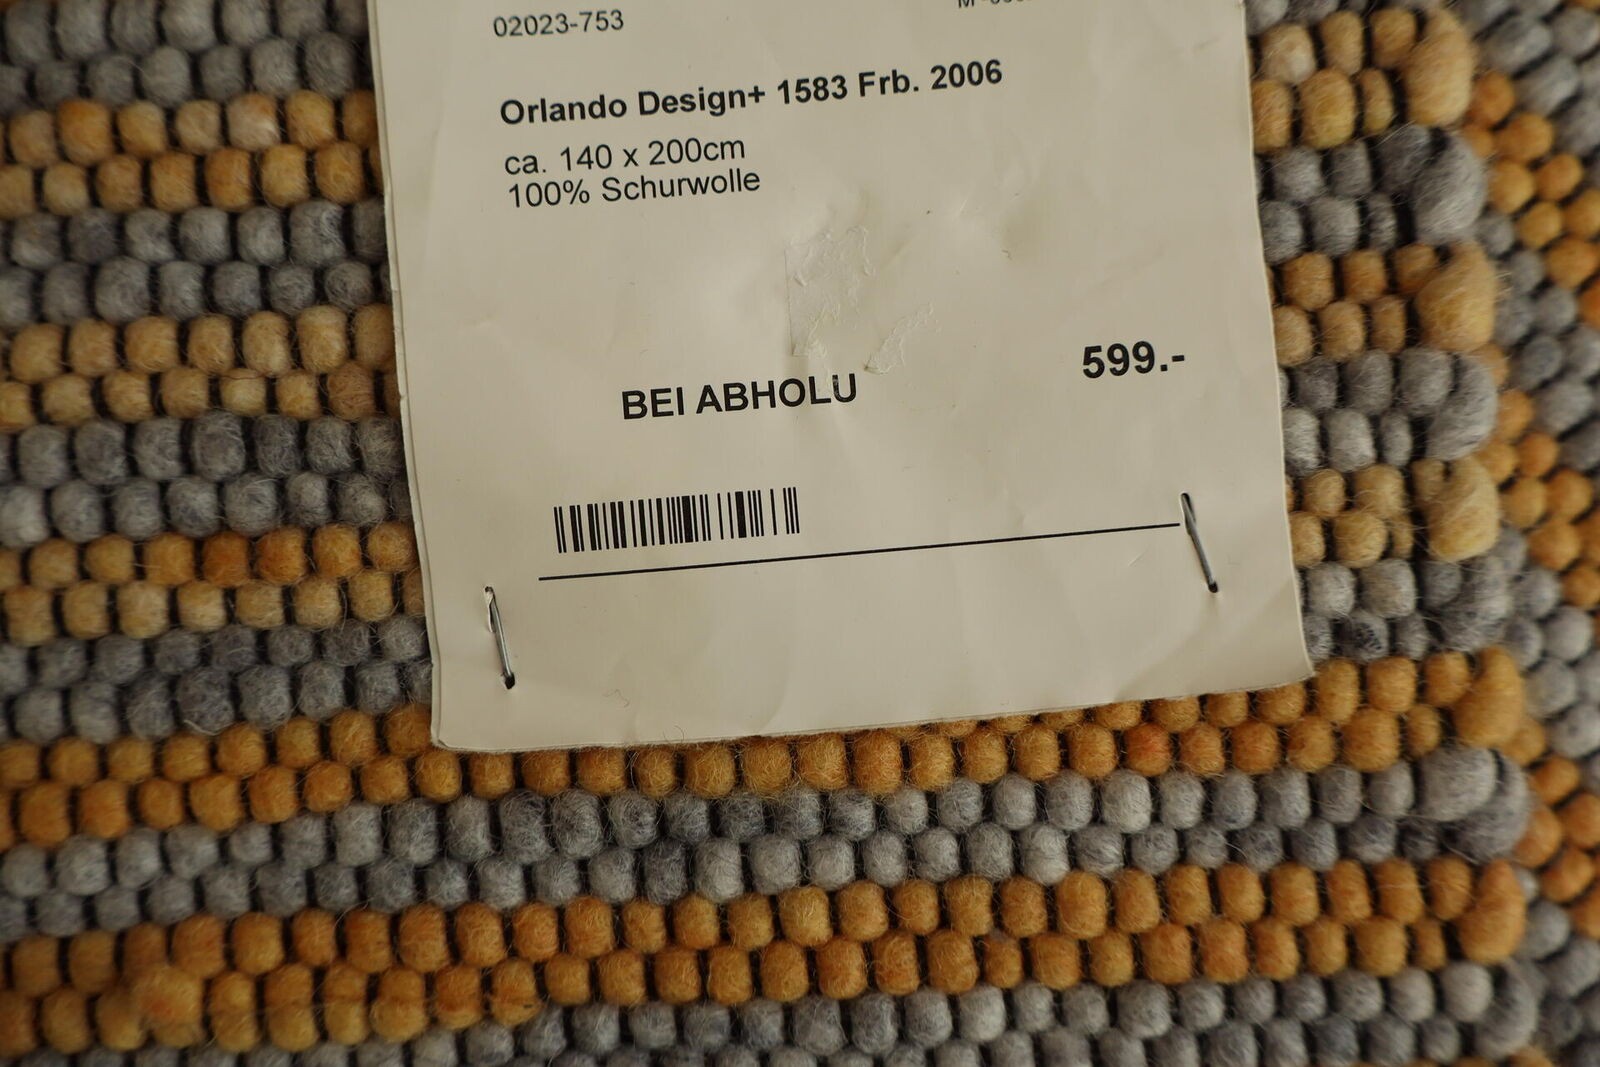 02023-753
Orlando Design+ 1583 Frb. 2006
ca. 140 x 200cm
100% Schurwolle
599.-
BEI ABHOLU